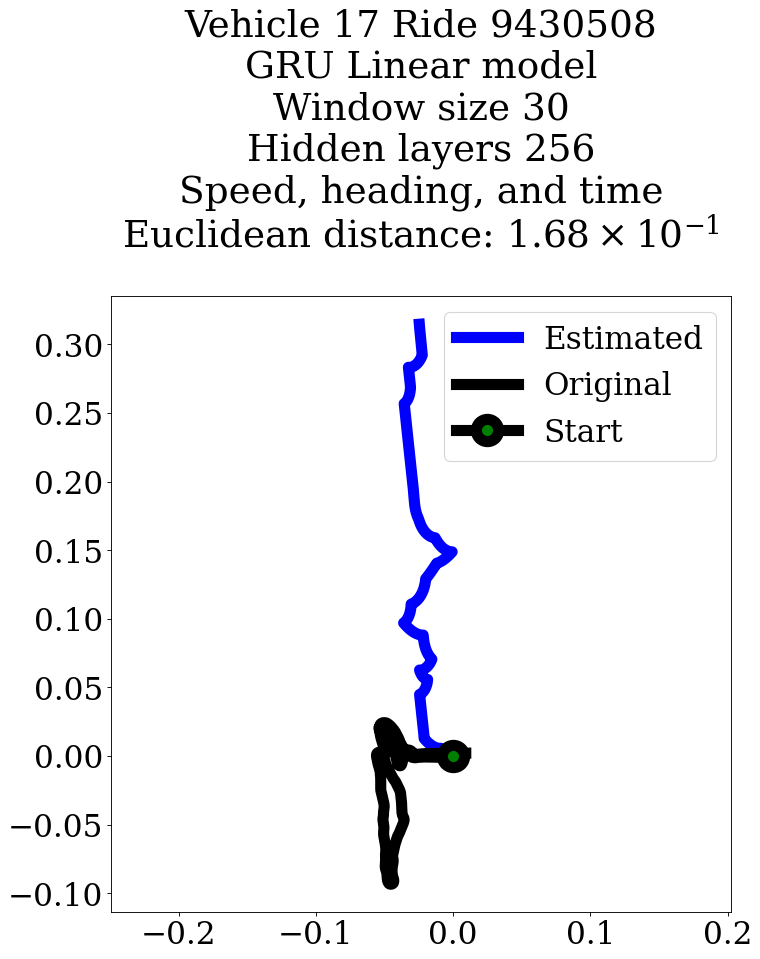 Vehicle 17 Ride 9430508
GRU Linear model
Window size 30
Hidden layers 256
Speed, heading, and time
Euclidean distance: 1.68 × 10⁻¹
Estimated
Original
Start
0.30
0.25
0.20
0.15
0.10
0.05
0.00
−0.05
−0.10
−0.2 −0.1 0.0 0.1 0.2